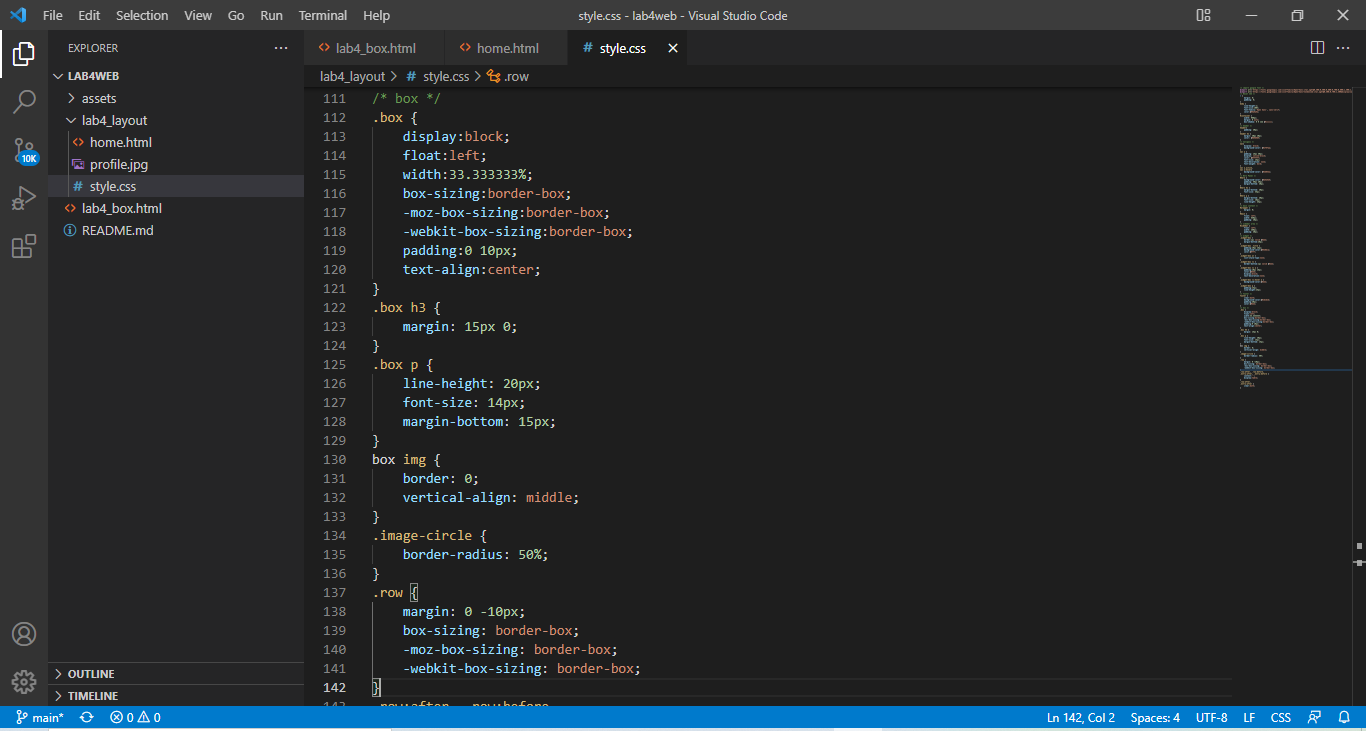 File Edit Selection View Go Run Terminal Help style.css - lab4web - Visual Studio Code
EXPLORER
LAB4WEB
assets
lab4_layout
home.html
profile.jpg
# style.css
lab4_box.html
README.md
10K
OUTLINE
TIMELINE
lab4_box.html home.html # style.css
lab4_layout > # style.css > .row
111 /* box */
112 .box {
113 display:block;
114 float:left;
115 width:33.333333%;
116 box-sizing:border-box;
117 -moz-box-sizing:border-box;
118 -webkit-box-sizing:border-box;
119 padding:0 10px;
120 text-align:center;
121 }
122 .box h3 {
123 margin: 15px 0;
124 }
125 .box p {
126 line-height: 20px;
127 font-size: 14px;
128 margin-bottom: 15px;
129 }
130 box img {
131 border: 0;
132 vertical-align: middle;
133 }
134 .image-circle {
135 border-radius: 50%;
136 }
137 .row {
138 margin: 0 -10px;
139 box-sizing: border-box;
140 -moz-box-sizing: border-box;
141 -webkit-box-sizing: border-box;
142 }
main* 0 0 Ln 142, Col 2 Spaces: 4 UTF-8 LF CSS